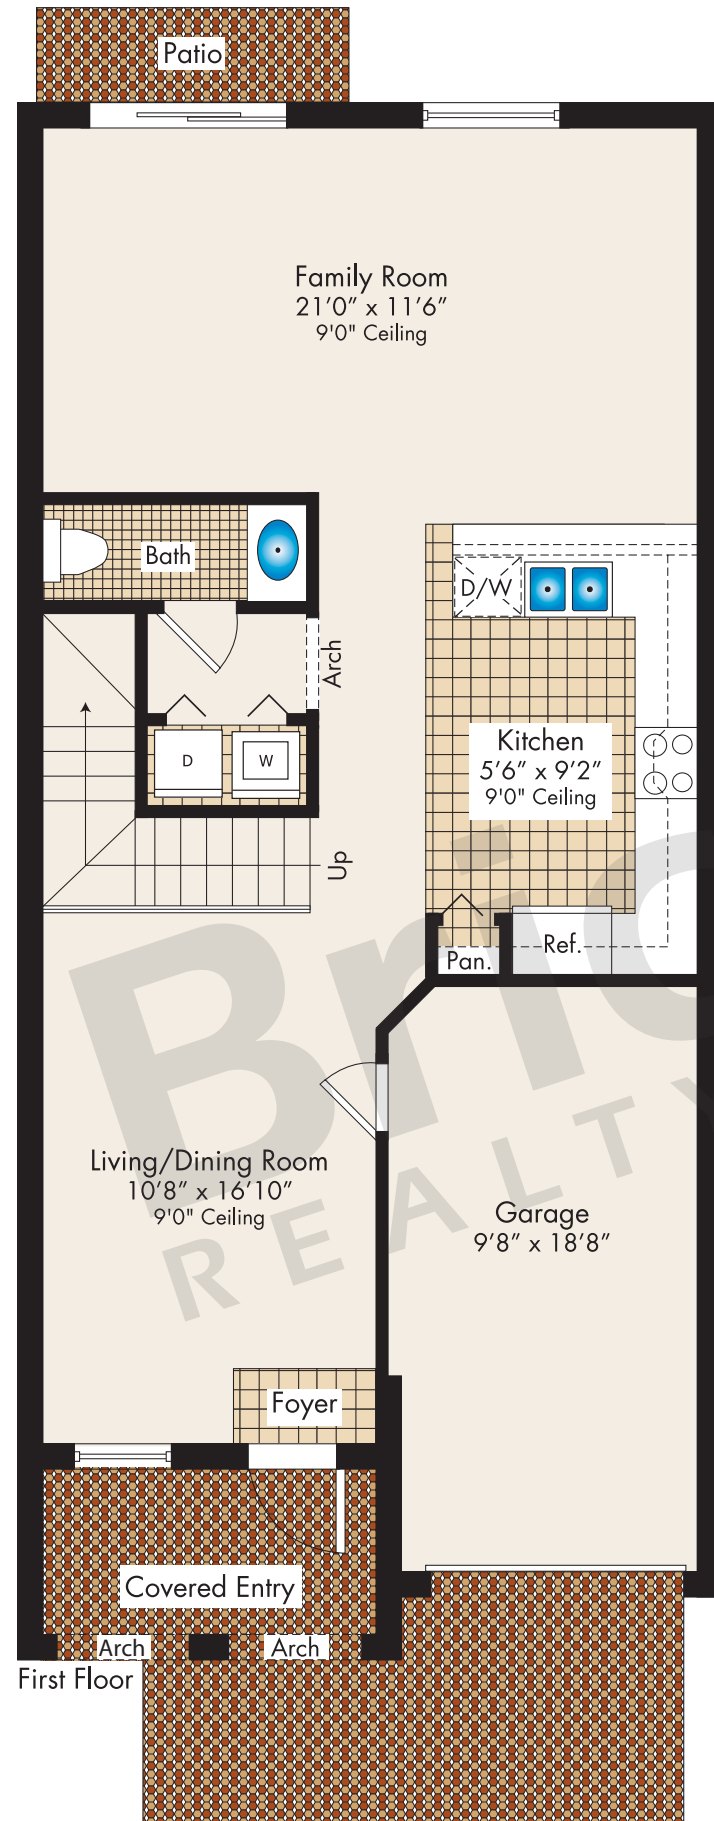 Patio
Family Room
21'0" x 11'6"
9'0" Ceiling
Bath
D/W
Arch
D
W
Kitchen
5'6" x 9'2"
9'0" Ceiling
Up
Pan.
Ref.
Bric
REALTY
Living/Dining Room
10'8" x 16'10"
9'0" Ceiling
Garage
9'8" x 18'8"
Foyer
Covered Entry
Arch
Arch
First Floor